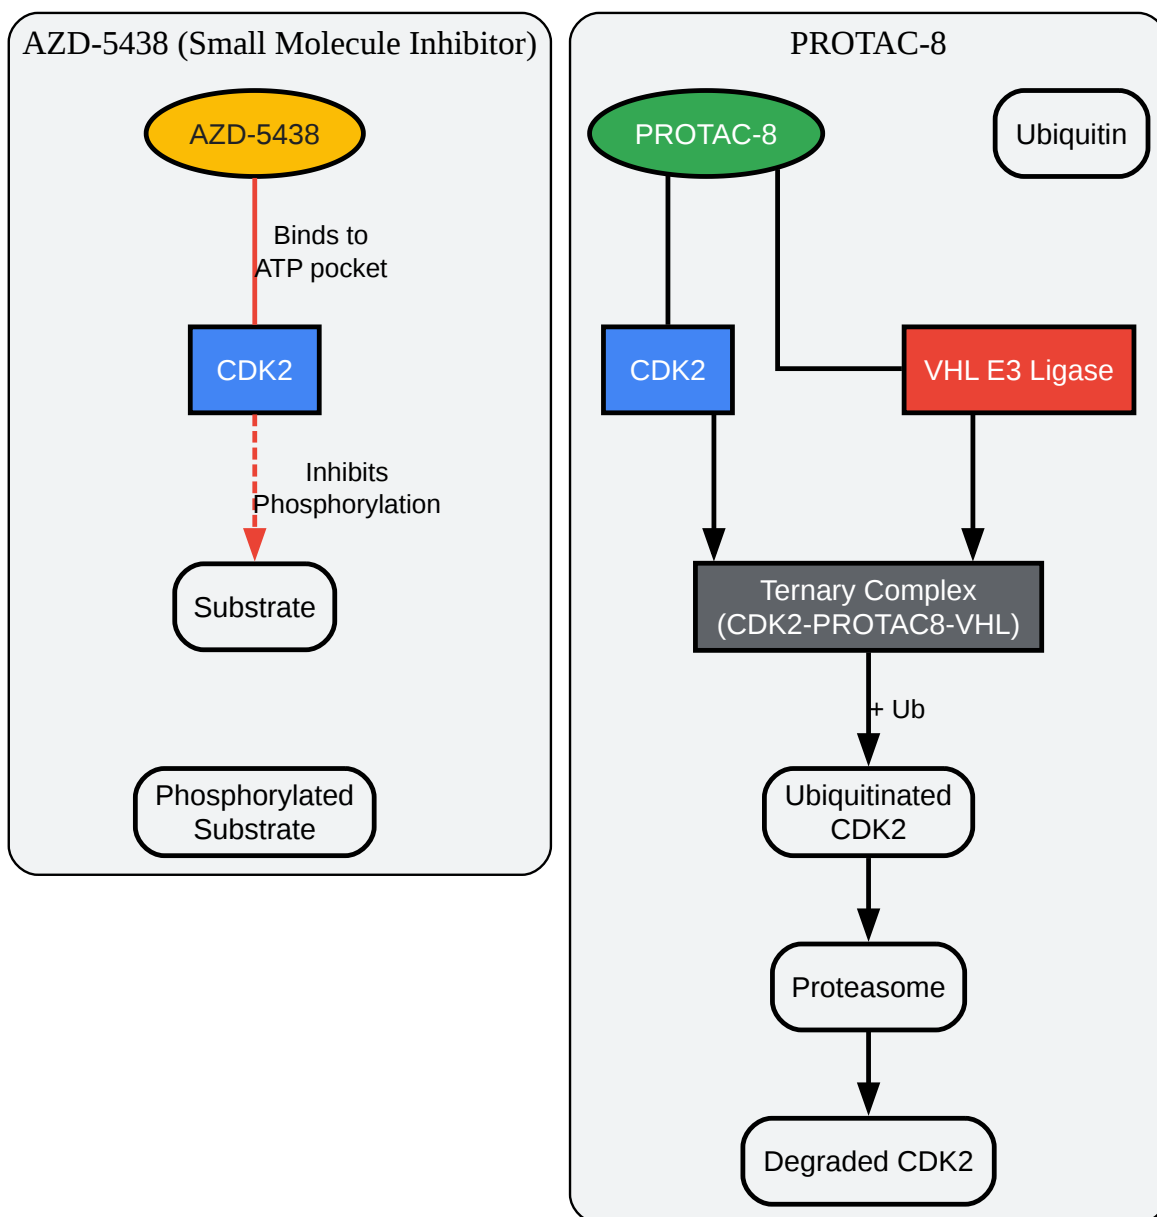 AZD-5438 (Small Molecule Inhibitor)
AZD-5438
Binds to
ATP pocket
CDK2
Inhibits
Phosphorylation
Substrate
Phosphorylated
Substrate
PROTAC-8
PROTAC-8
Ubiquitin
CDK2
VHL E3 Ligase
Ternary Complex
(CDK2-PROTAC8-VHL)
+ Ub
Ubiquitinated
CDK2
Proteasome
Degraded CDK2